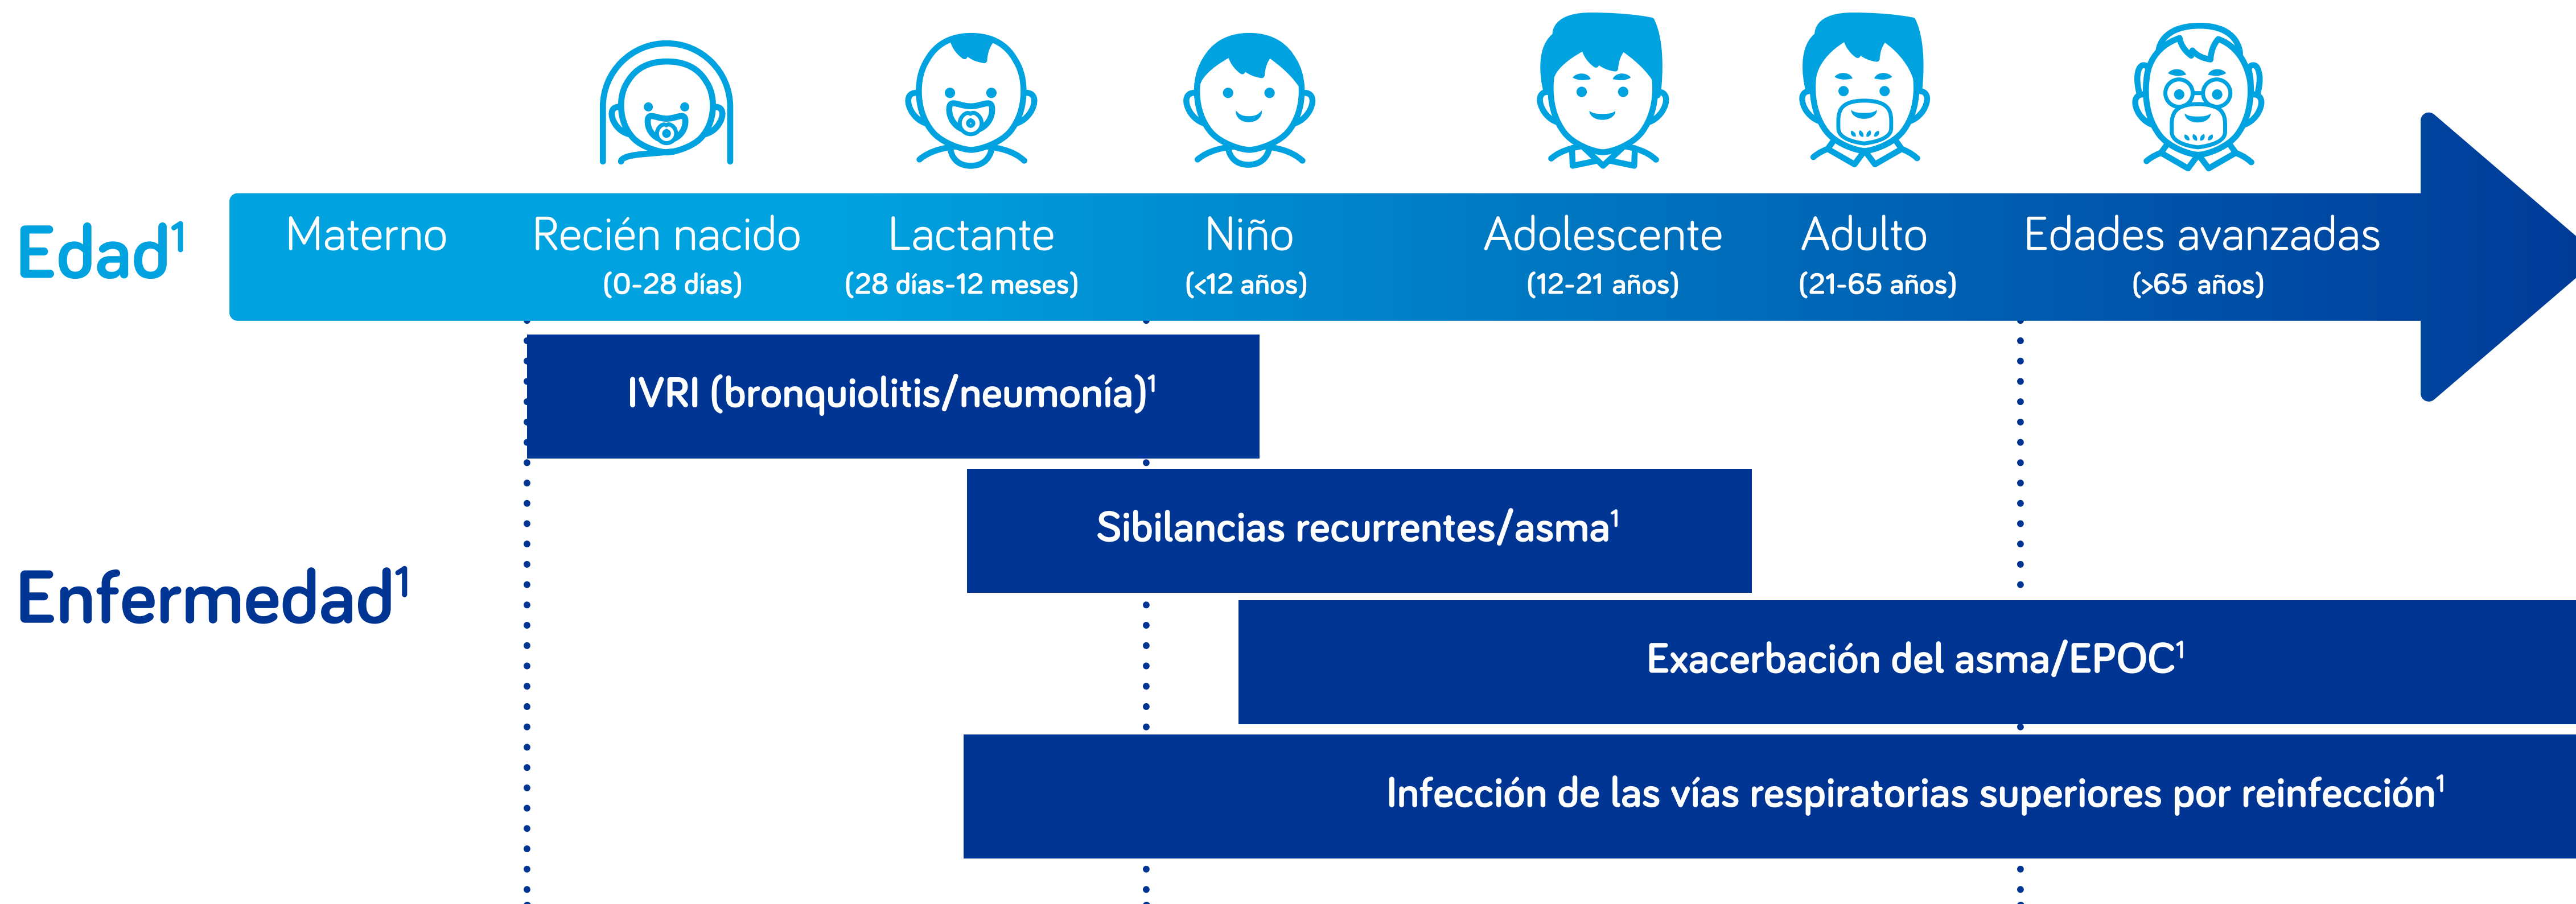 Edad¹
Materno
Recién nacido
(0-28 días)
Lactante
(28 días-12 meses)
Niño
(<12 años)
Adolescente
(12-21 años)
Adulto
(21-65 años)
Edades avanzadas
(>65 años)
IVRI (bronquiolitis/neumonía)¹
Sibilancias recurrentes/asma¹
Enfermedad¹
Exacerbación del asma/EPOC¹
Infección de las vías respiratorias superiores por reinfección¹